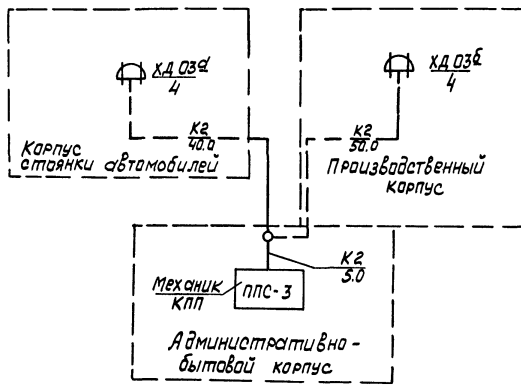 ХД 03а
4
ХД 03б
4
К2
40.0
К2
50.0
Корпус
стоянки автомобилей
Производственный
корпус
К2
5.0
Механик
КПП
ППС-3
Административно-
бытовой корпус